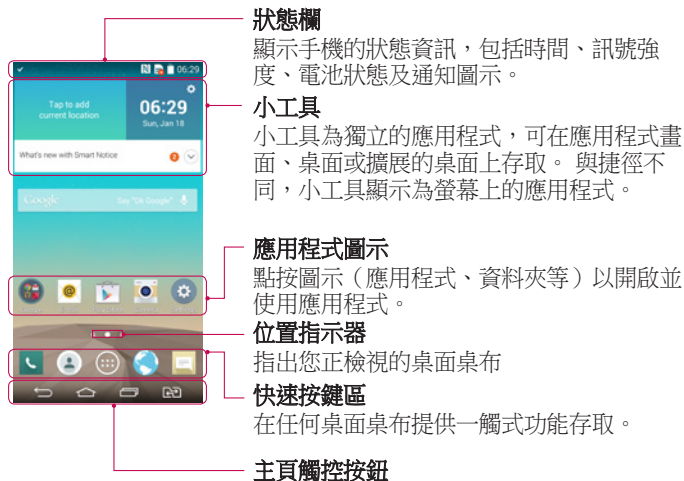 狀態欄
顯示手機的狀態資訊，包括時間、訊號強
度、電池狀態及通知圖示。
小工具
小工具為獨立的應用程式，可在應用程式畫
面、桌面或擴展的桌面上存取。 與捷徑不
同，小工具顯示為螢幕上的應用程式。
應用程式圖示
點按圖示（應用程式、資料夾等）以開啟並
使用應用程式。
位置指示器
指出您正檢視的桌面桌布
快速按鍵區
在任何桌面桌布提供一觸式功能存取。
主頁觸控按鈕
06:29
Tap to add
current location
06:29
Sun, Jan 18
What's new with Smart Notice
2
Google
Say "Ok Google"